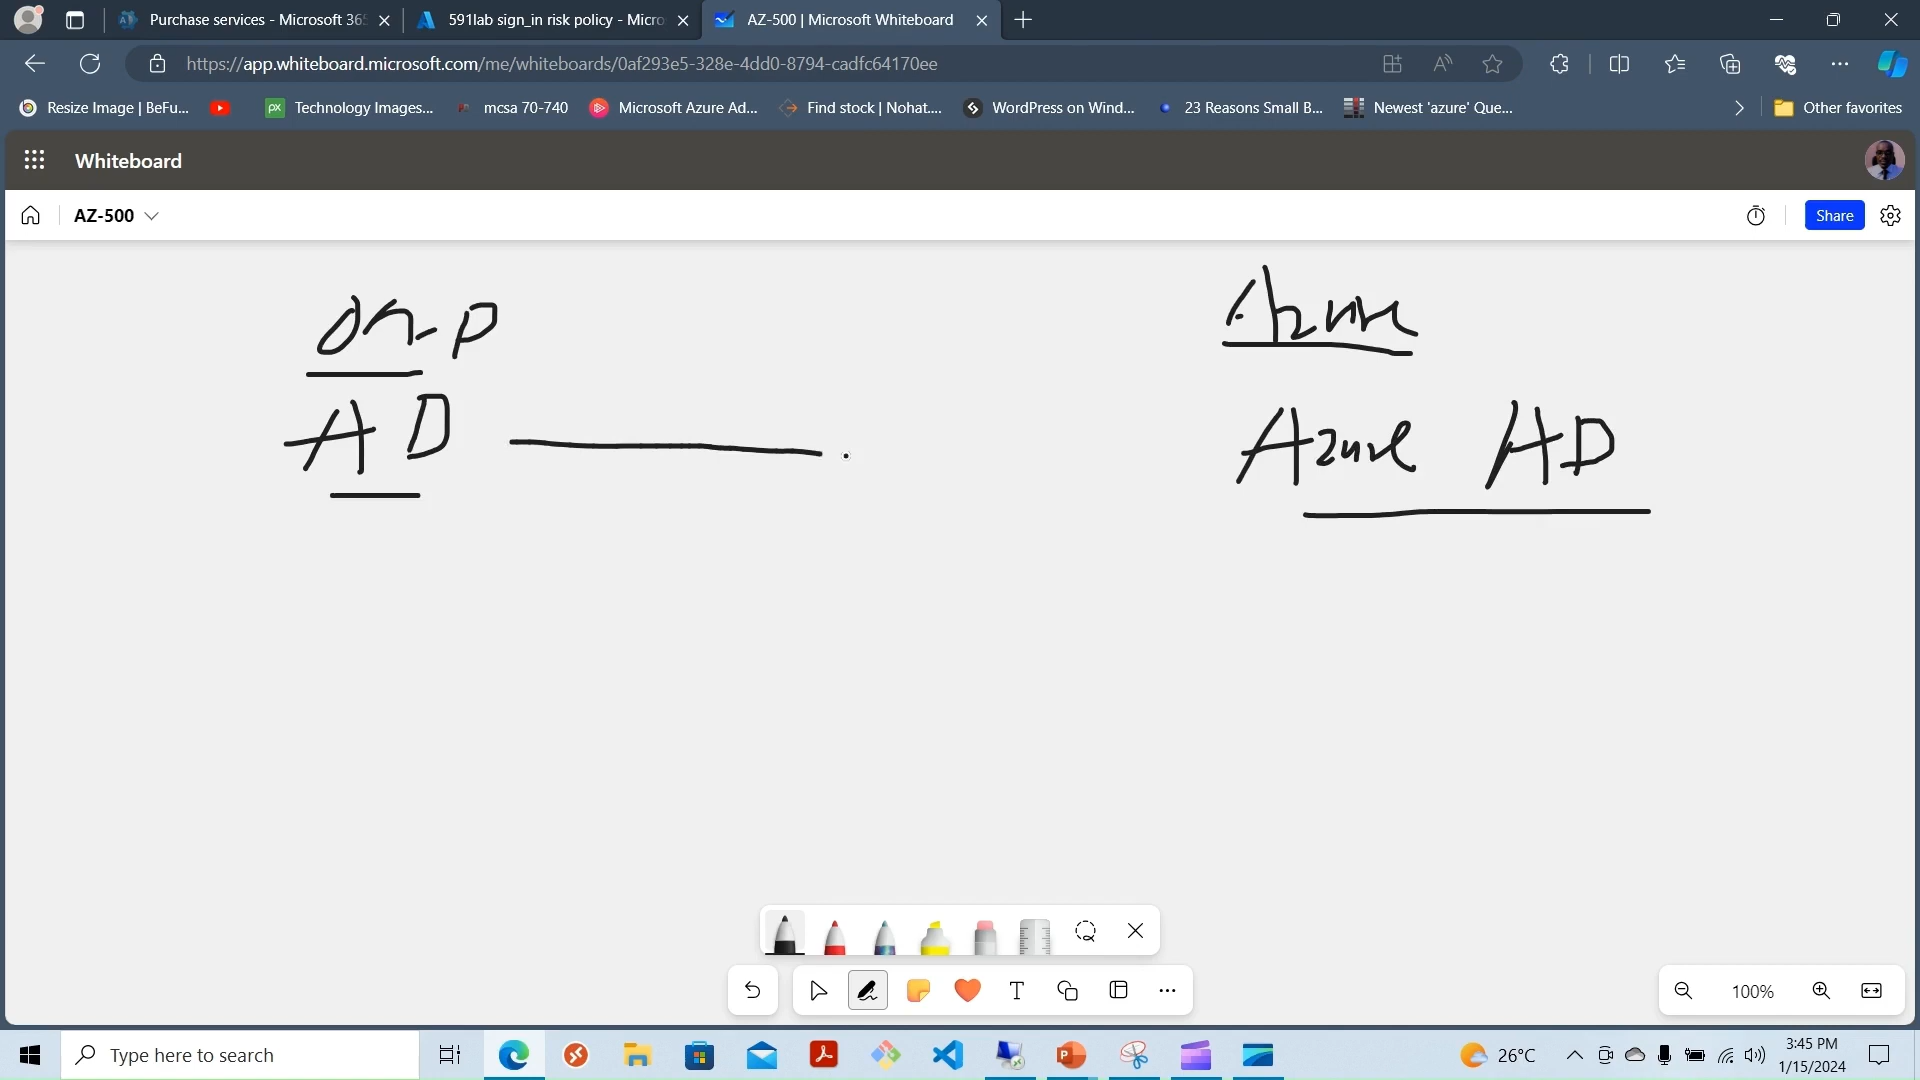 Purchase services - Microsoft 365
591lab sign_in risk policy - Micro
AZ-500 | Microsoft Whiteboard
https://app.whiteboard.microsoft.com/me/whiteboards/0af293e5-328e-4dd0-8794-cadfc64170ee
Resize Image | BeFu...
Technology Images...
mcsa 70-740
Microsoft Azure Ad...
Find stock | Nohat....
WordPress on Wind...
23 Reasons Small B...
Newest 'azure' Que...
Other favorites
Whiteboard
AZ-500
Share
on-p
Azure
AD
Azure AD
100%
Type here to search
26°C
3:45 PM
1/15/2024